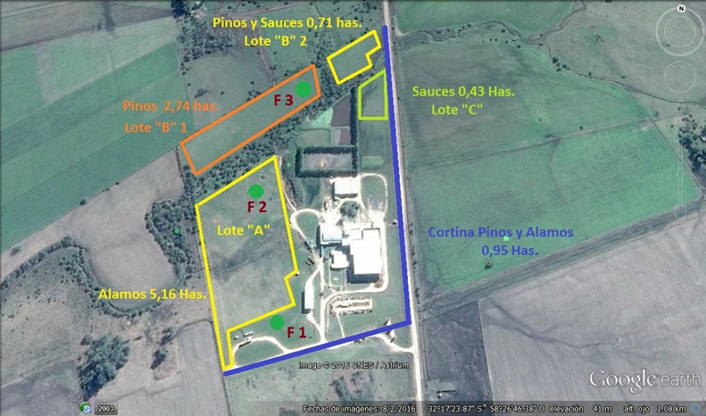 Pinos y Sauces 0,71 has.
Lote "B" 2
N
Pinos 2,74 has.
Lote "B" 1
F 3
Sauces 0,43 Has.
Lote "C"
F 2
Lote "A"
Cortina Pinos y Alamos
0,95 Has.
Alamos 5,16 Has.
F 1
Image © 2016 CNES / Astrium
Google earth
2003
Fechas de imágenes: 8/2/2016 32°17'23.87" S 58°26'46.38" O elevación 41 m alt. ojo 1.08 km